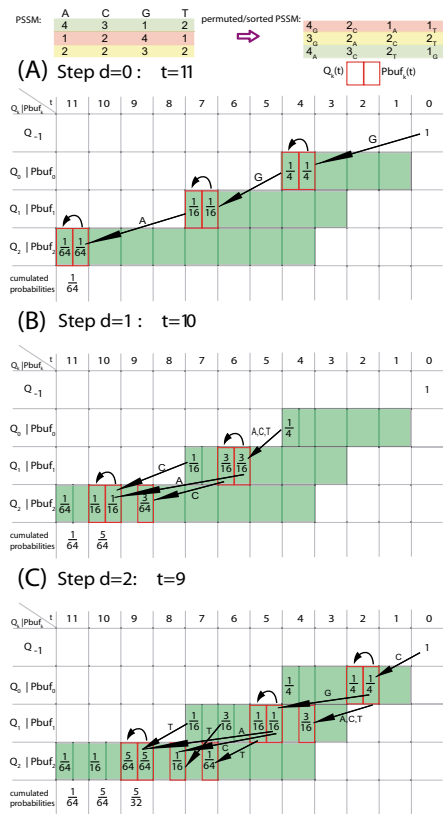 A C G T
PSSM: 4 3 1 2
1 2 4 1
2 2 3 2
permuted/sorted PSSM:
4G 2C 1A 1T
3G 2A 2C 2T
4A 3C 2T 1G
Qk(t) Pbufk(t)
(A) Step d=0 : t=11
Qk|Pbufk t 11 10 9 8 7 6 5 4 3 2 1 0
Q-1 1
G
Q0|Pbuf0 1/4 1/4
G
Q1|Pbuf1 1/16 1/16
A
Q2|Pbuf2 1/64 1/64
cumulated probabilities 1/64
(B) Step d=1 : t=10
Qk|Pbufk t 11 10 9 8 7 6 5 4 3 2 1 0
Q-1 1
Q0|Pbuf0 1/4
A,C,T
Q1|Pbuf1 1/16 3/16 3/16
C A C
Q2|Pbuf2 1/64 1/16 1/16 3/64
cumulated probabilities 1/64 5/64
(C) Step d=2: t=9
Qk|Pbufk t 11 10 9 8 7 6 5 4 3 2 1 0
Q-1 1
C
Q0|Pbuf0 1/4 1/4 1/4
G
Q1|Pbuf1 1/16 3/16 1/16 1/16 3/16 A,C,T
T T A C T
Q2|Pbuf2 1/64 1/16 5/64 5/64 1/16 1/64
cumulated probabilities 1/64 5/64 5/32